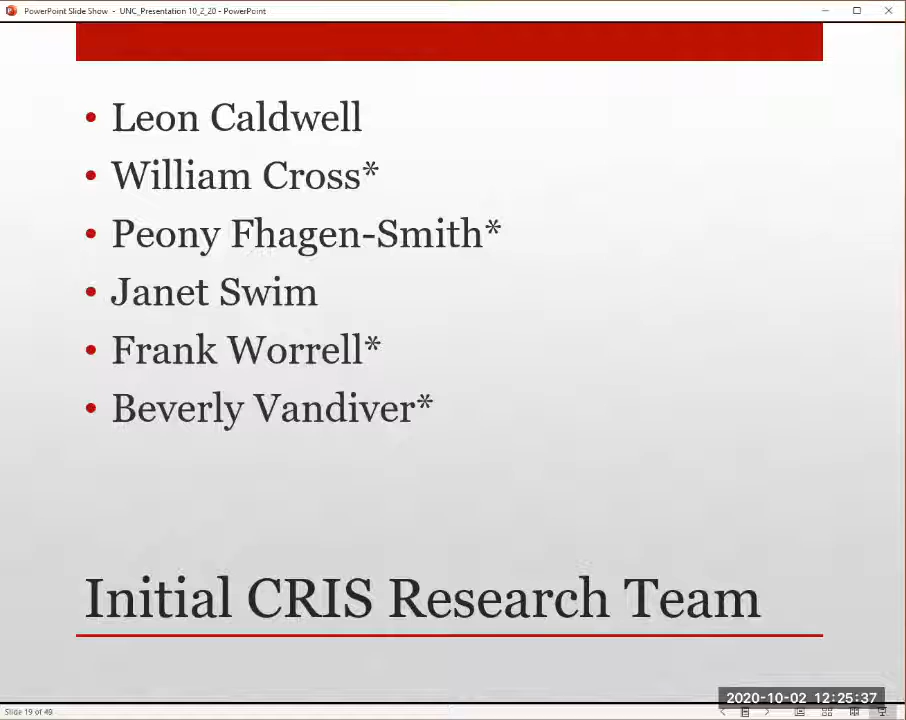 PowerPoint Slide Show - UNC_Presentation 10_2_20 - PowerPoint
• Leon Caldwell
• William Cross*
• Peony Fhagen-Smith*
• Janet Swim
• Frank Worrell*
• Beverly Vandiver*
Initial CRIS Research Team
2020-10-02 12:25:37
Slide 19 of 49